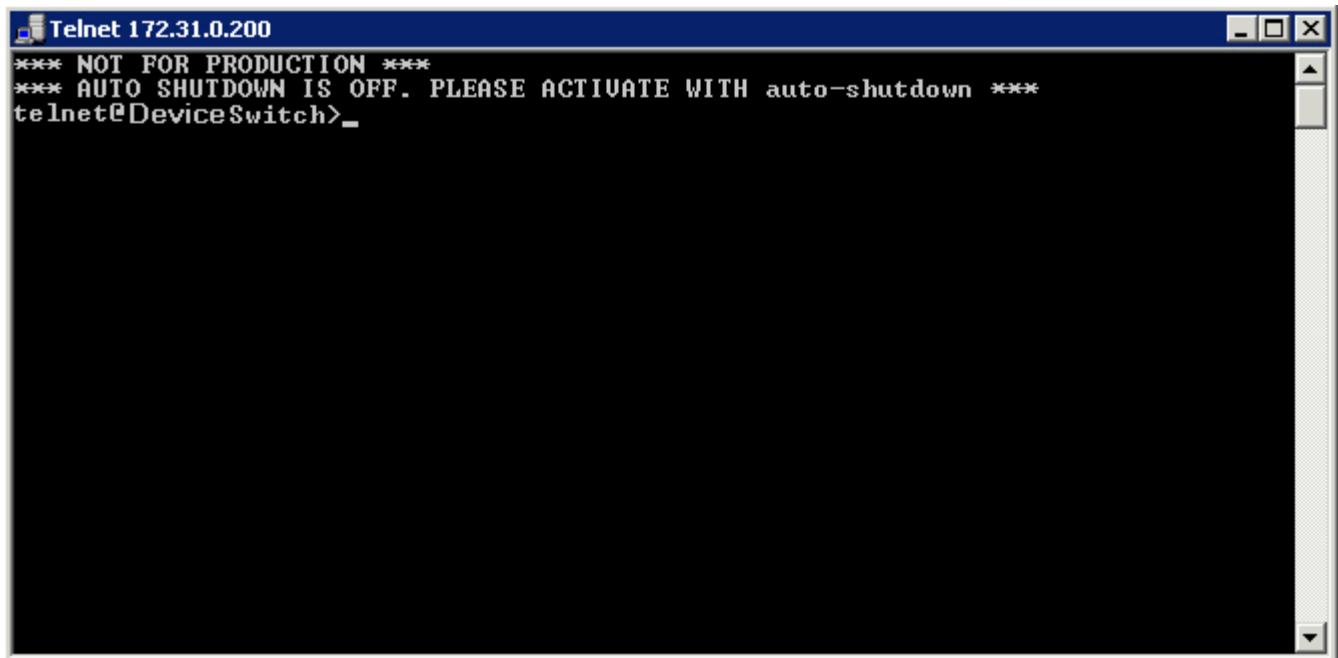 Telnet 172.31.0.200
*** NOT FOR PRODUCTION ***
*** AUTO SHUTDOWN IS OFF. PLEASE ACTIVATE WITH auto-shutdown ***
telnet@DeviceSwitch>_